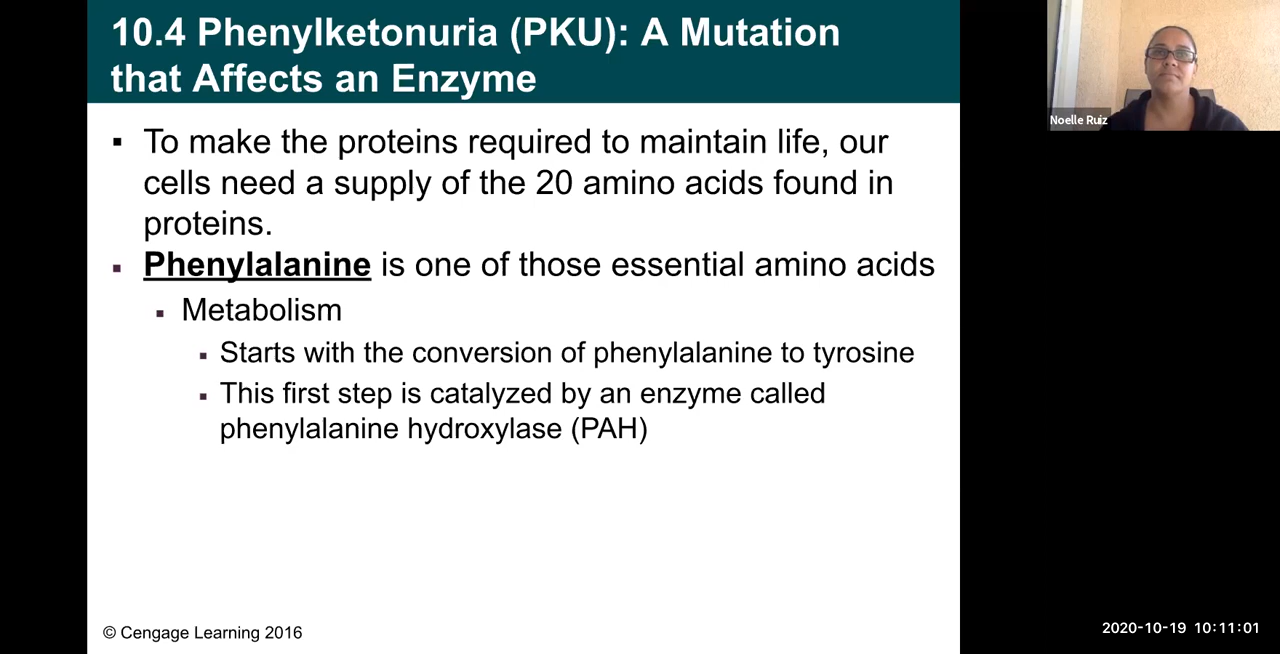 10.4 Phenylketonuria (PKU): A Mutation
that Affects an Enzyme
▪ To make the proteins required to maintain life, our
cells need a supply of the 20 amino acids found in
proteins.
▪ Phenylalanine is one of those essential amino acids
▪ Metabolism
▪ Starts with the conversion of phenylalanine to tyrosine
▪ This first step is catalyzed by an enzyme called
phenylalanine hydroxylase (PAH)
© Cengage Learning 2016
Noelle Ruiz
2020-10-19 10:11:01